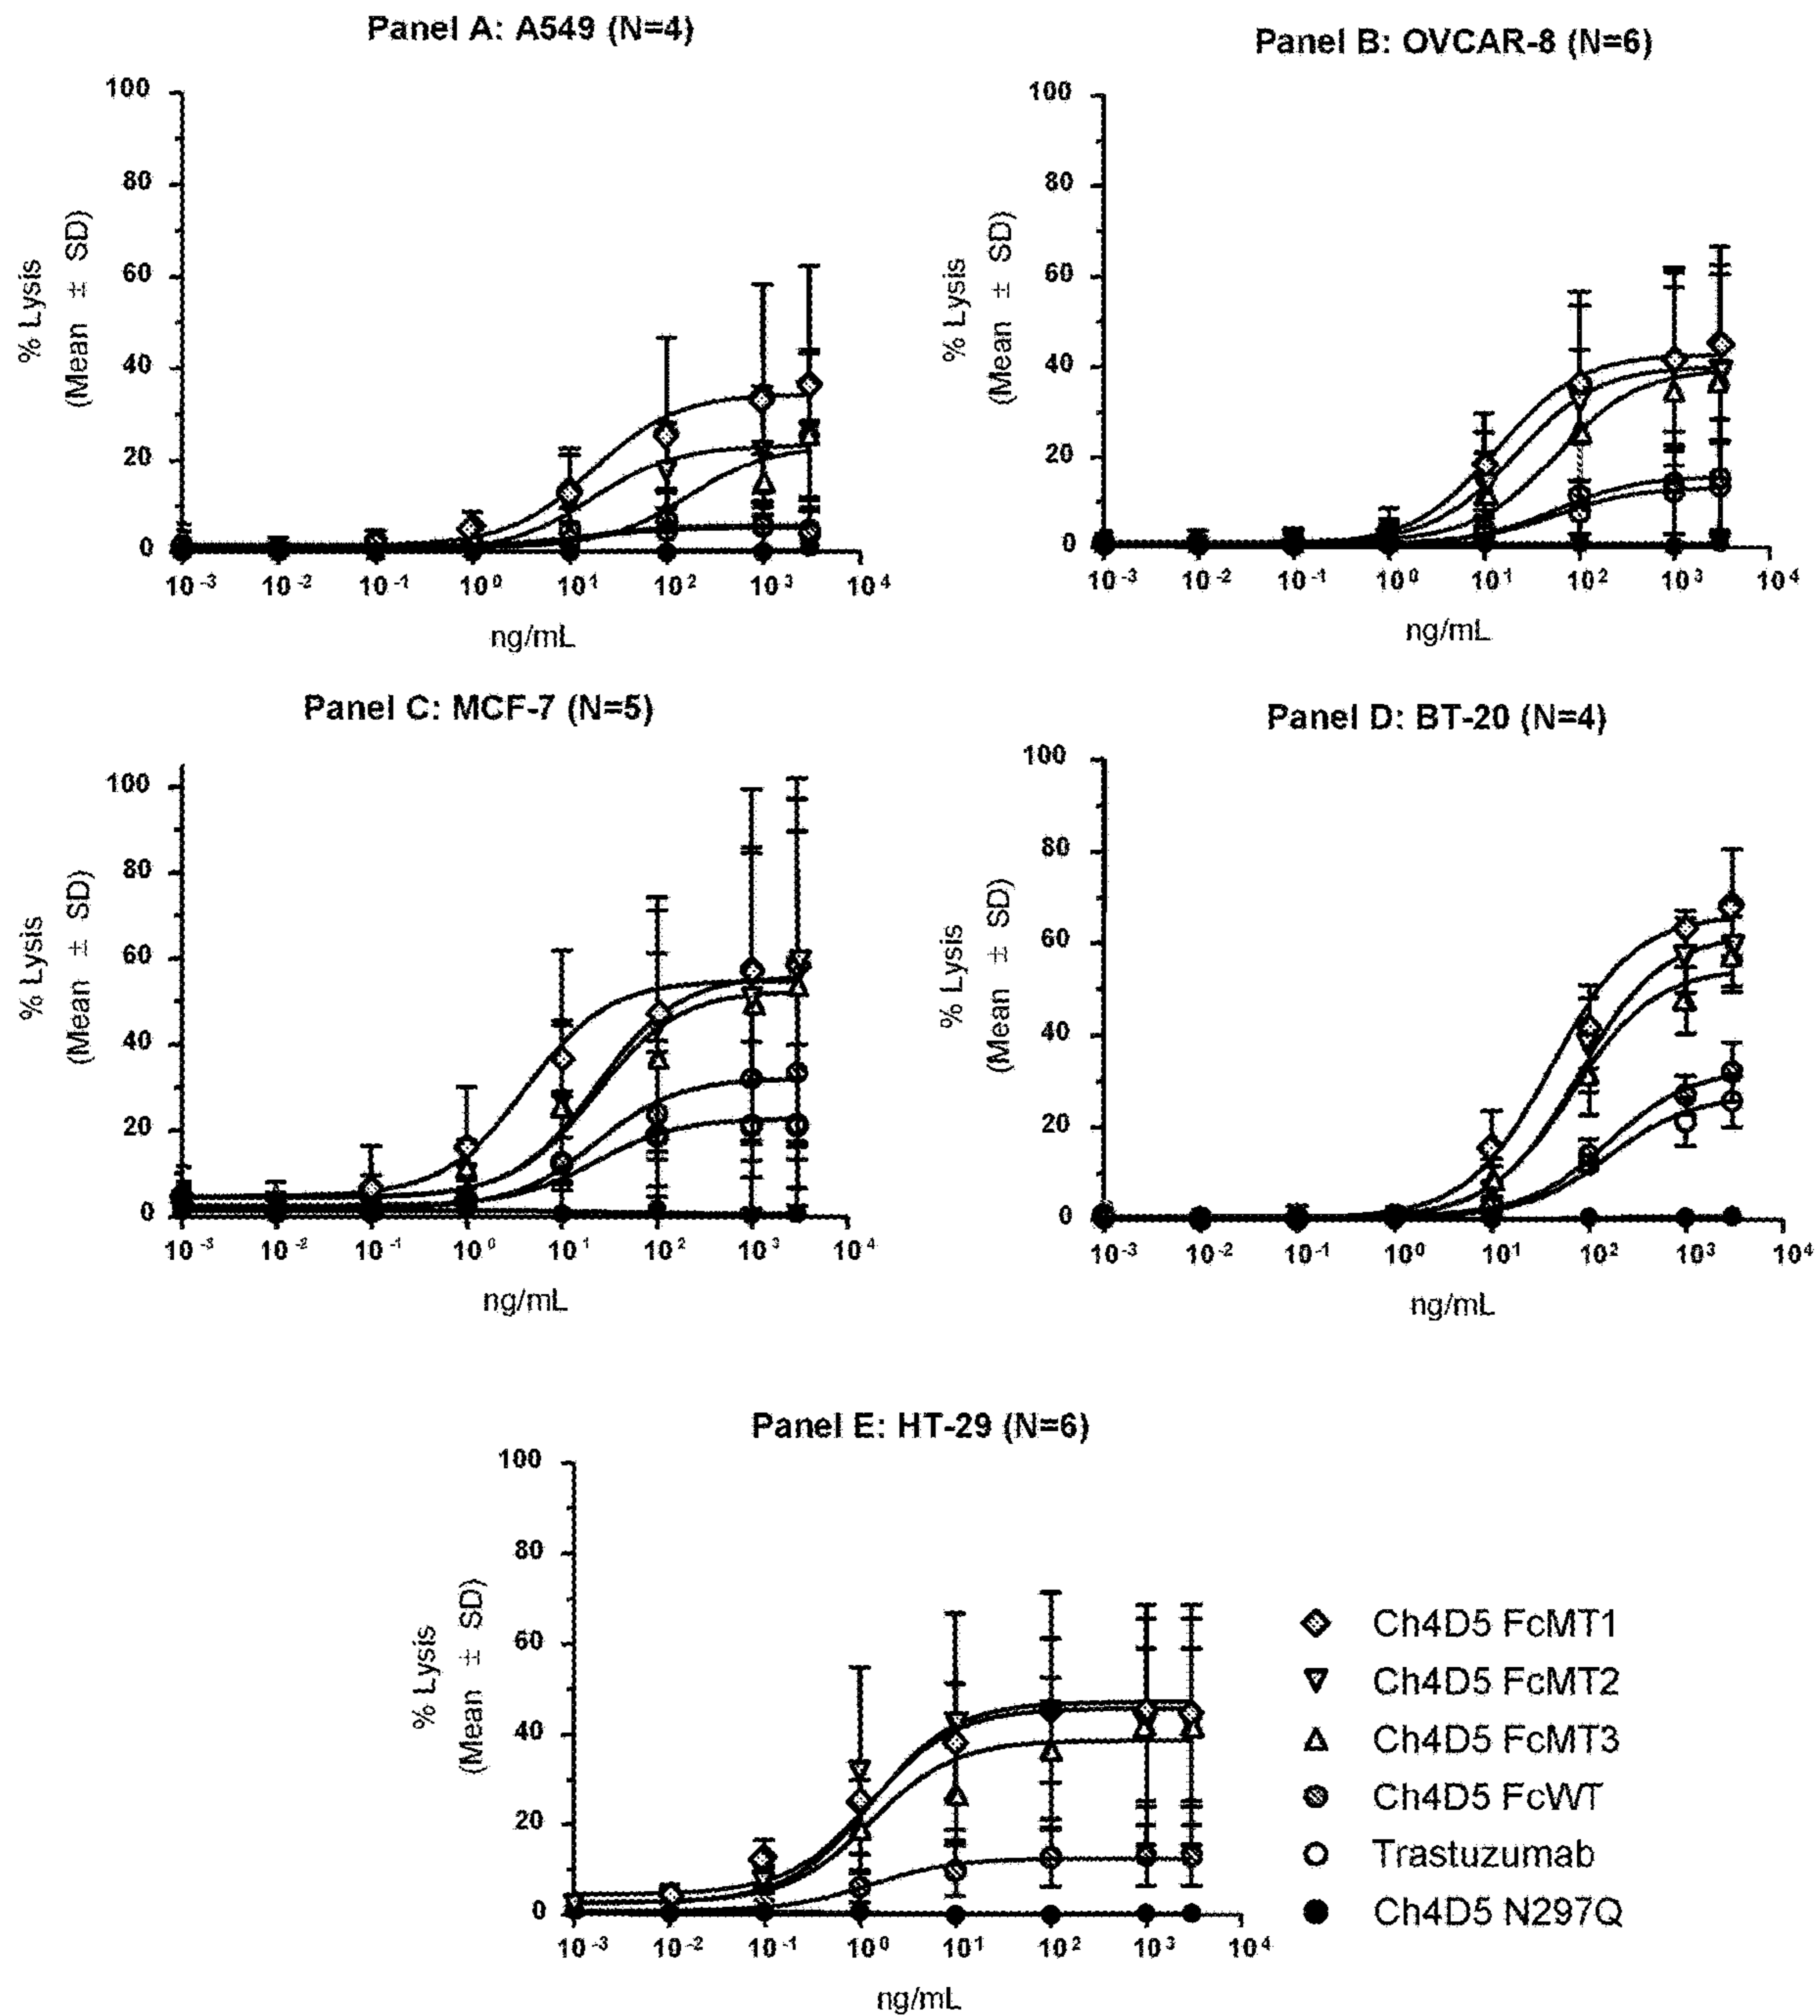 Panel A: A549 (N=4)
% Lysis
(Mean ± SD)
100
80
60
40
20
0
10⁻³ 10⁻² 10⁻¹ 10⁰ 10¹ 10² 10³ 10⁴
ng/mL
Panel B: OVCAR-8 (N=6)
% Lysis
(Mean ± SD)
100
80
60
40
20
0
10⁻³ 10⁻² 10⁻¹ 10⁰ 10¹ 10² 10³ 10⁴
ng/mL
Panel C: MCF-7 (N=5)
% Lysis
(Mean ± SD)
100
80
60
40
20
0
10⁻³ 10⁻² 10⁻¹ 10⁰ 10¹ 10² 10³ 10⁴
ng/mL
Panel D: BT-20 (N=4)
% Lysis
(Mean ± SD)
100
80
60
40
20
0
10⁻³ 10⁻² 10⁻¹ 10⁰ 10¹ 10² 10³ 10⁴
ng/mL
Panel E: HT-29 (N=6)
% Lysis
(Mean ± SD)
100
80
60
40
20
0
10⁻³ 10⁻² 10⁻¹ 10⁰ 10¹ 10² 10³ 10⁴
ng/mL
Ch4D5 FcMT1
Ch4D5 FcMT2
Ch4D5 FcMT3
Ch4D5 FcWT
Trastuzumab
Ch4D5 N297Q